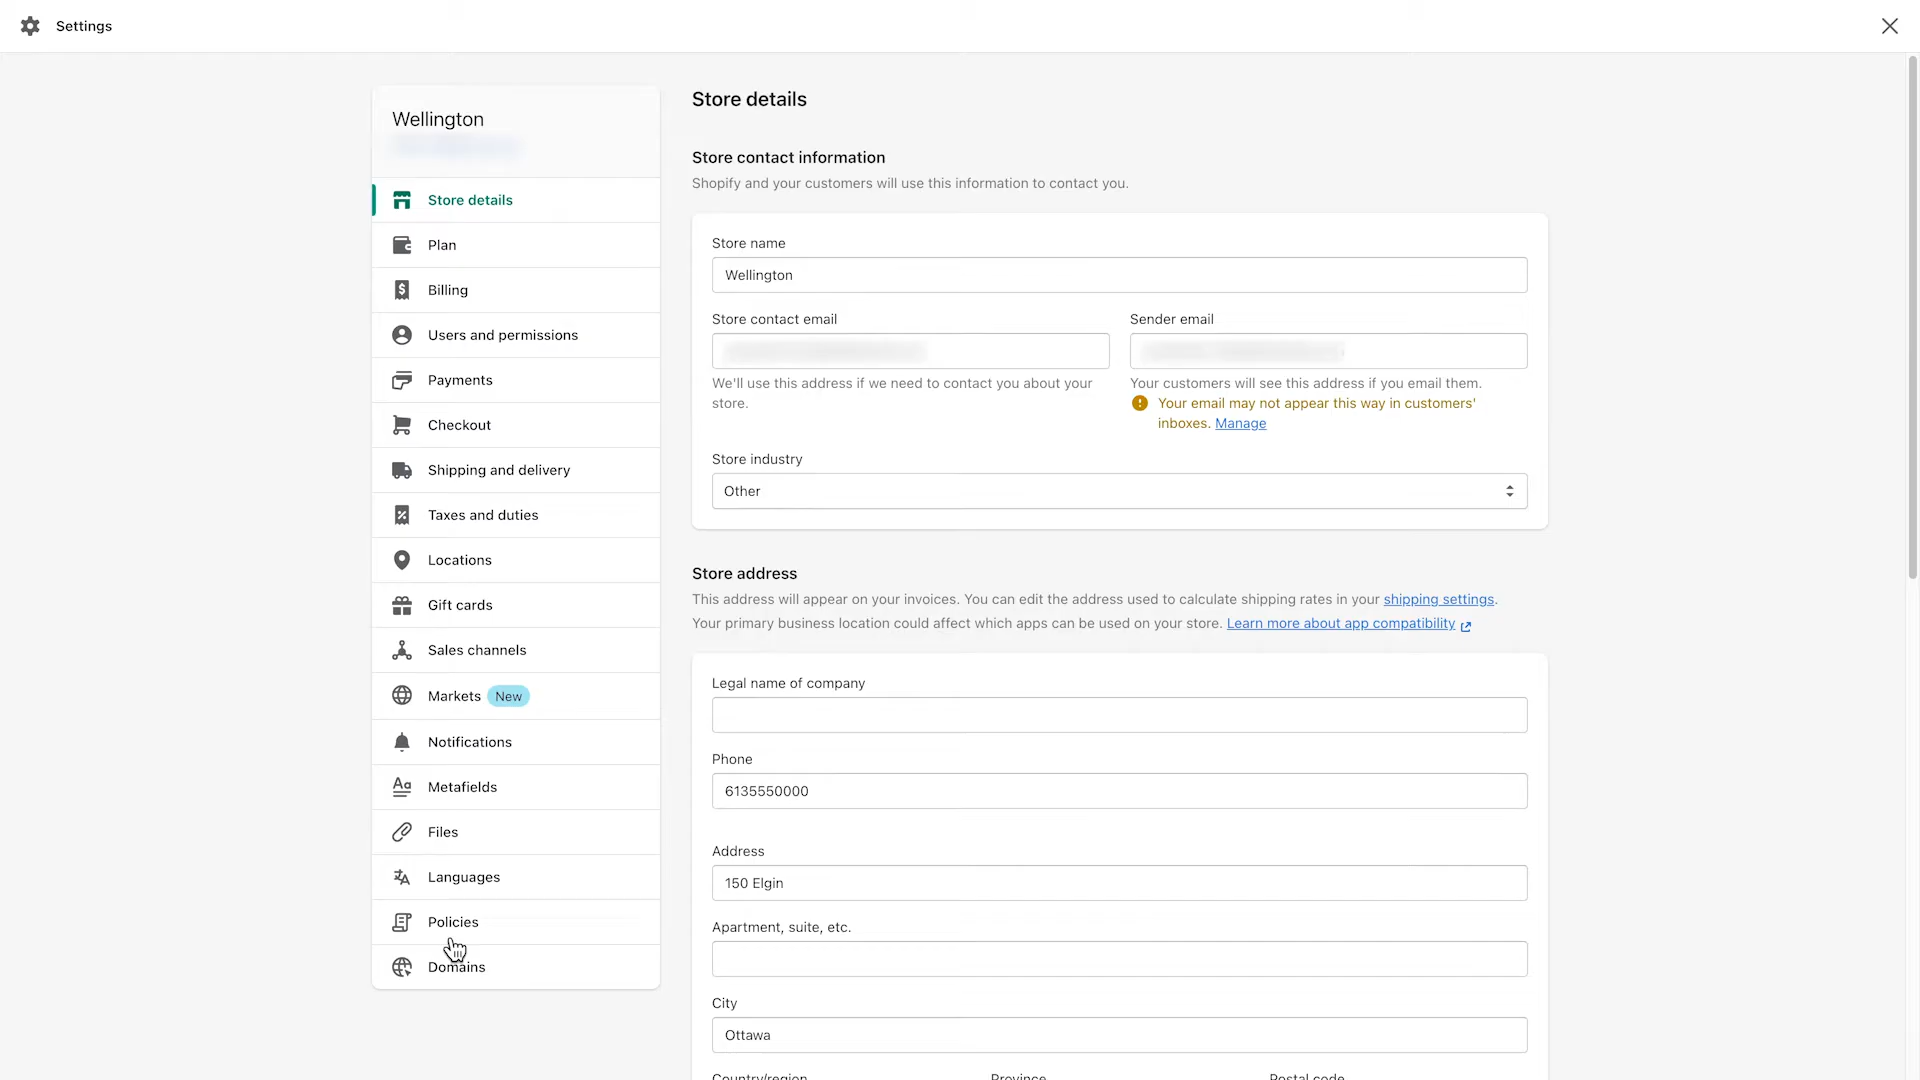 Settings
Wellington
Store details
Plan
Billing
Users and permissions
Payments
Checkout
Shipping and delivery
Taxes and duties
Locations
Gift cards
Sales channels
Markets New
Notifications
Metafields
Files
Languages
Policies
Domains
Store details
Store contact information
Shopify and your customers will use this information to contact you.
Store name
Wellington
Store contact email
We'll use this address if we need to contact you about your
store.
Sender email
Your customers will see this address if you email them.
Your email may not appear this way in customers'
inboxes. Manage
Store industry
Other
Store address
This address will appear on your invoices. You can edit the address used to calculate shipping rates in your shipping settings.
Your primary business location could affect which apps can be used on your store. Learn more about app compatibility
Legal name of company
Phone
6135550000
Address
150 Elgin
Apartment, suite, etc.
City
Ottawa
Country/region
Province
Postal code